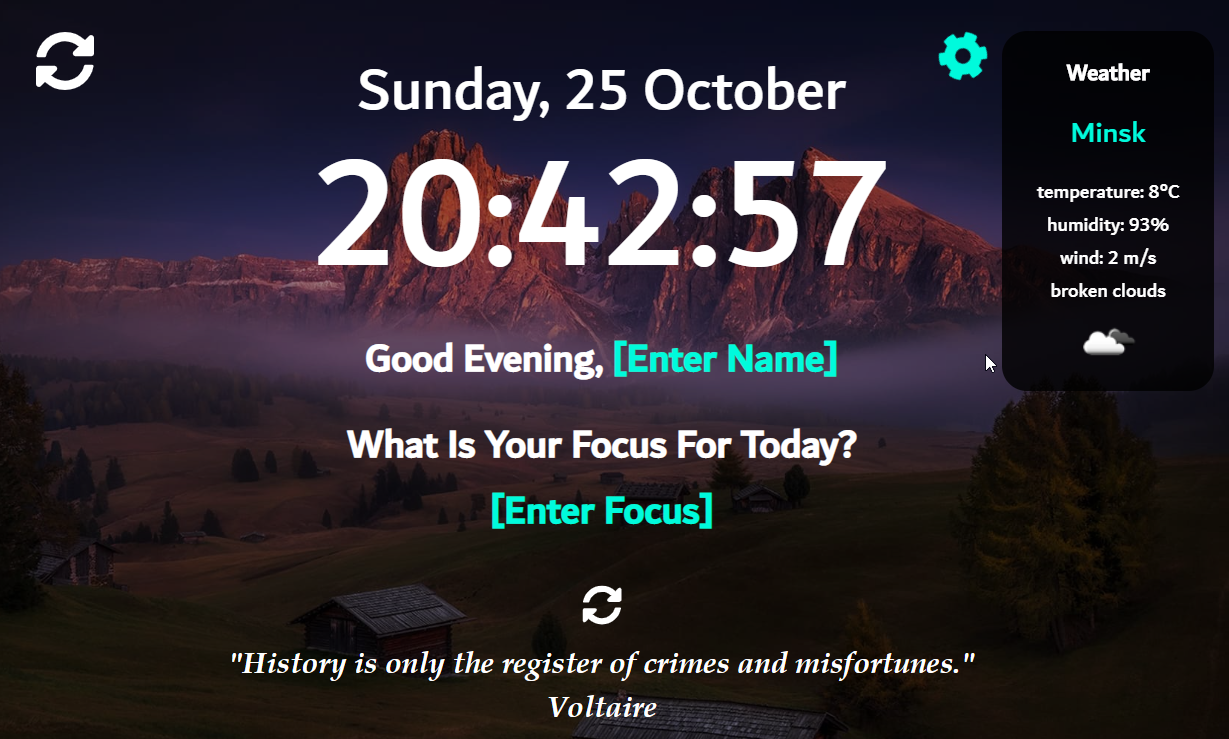 Sunday, 25 October
20:42:57
Good Evening, [Enter Name]
What Is Your Focus For Today?
[Enter Focus]
"History is only the register of crimes and misfortunes."
Voltaire
Weather
Minsk
temperature: 8°C
humidity: 93%
wind: 2 m/s
broken clouds